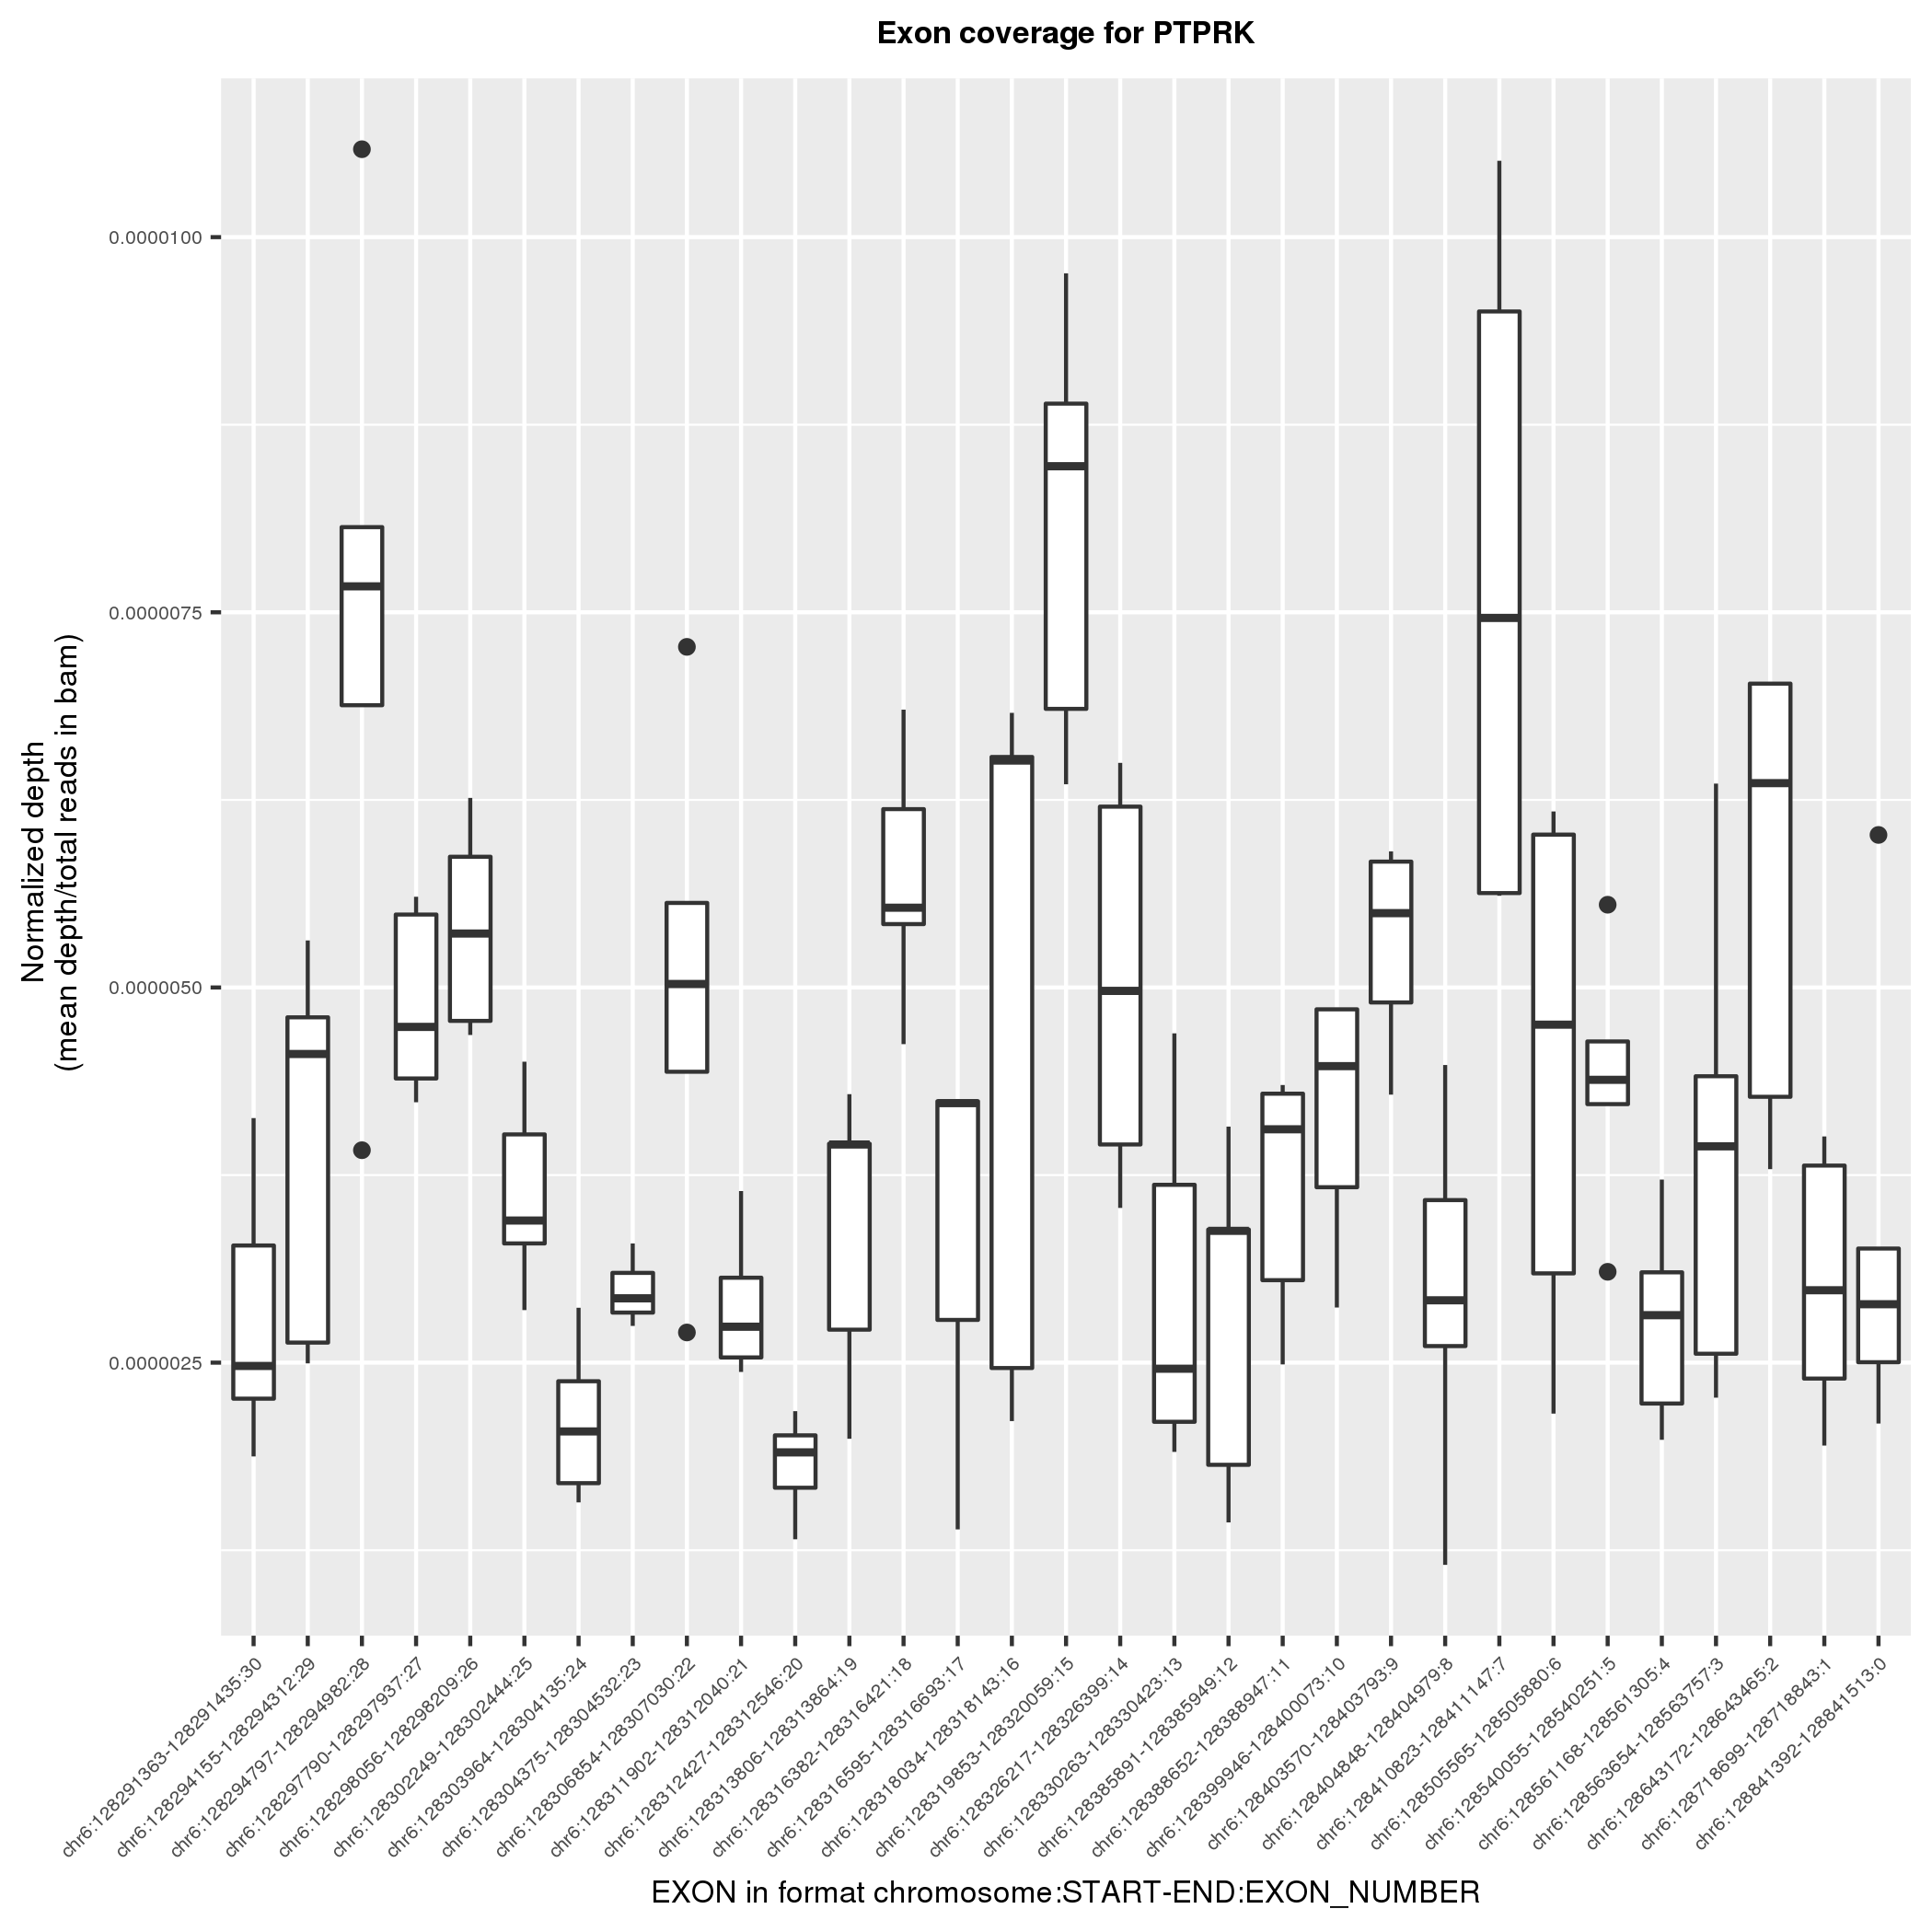 Exon coverage for PTPRK
Normalized depth
(mean depth/total reads in bam)
0.0000100
0.0000075
0.0000050
0.0000025
chr6:128291363-128291435:30
chr6:128294155-128294312:29
chr6:128294797-128294982:28
chr6:128297790-128297937:27
chr6:128298056-128298209:26
chr6:128302249-128302444:25
chr6:128303964-128304135:24
chr6:128304375-128304532:23
chr6:128306854-128307030:22
chr6:128311902-128312040:21
chr6:128312427-128312546:20
chr6:128313806-128313864:19
chr6:128316382-128316421:18
chr6:128316595-128316693:17
chr6:128318034-128318143:16
chr6:128319853-128320059:15
chr6:128326217-128326399:14
chr6:128330263-128330423:13
chr6:128385891-128385949:12
chr6:128388652-128388947:11
chr6:128399946-128400073:10
chr6:128403570-128403793:9
chr6:128404848-128404979:8
chr6:128410823-128411147:7
chr6:128505565-128505880:6
chr6:128540055-128540251:5
chr6:128561168-128561305:4
chr6:128563654-128563757:3
chr6:128643172-128643465:2
chr6:128718699-128718843:1
chr6:128841392-128841513:0
EXON in format chromosome:START-END:EXON_NUMBER